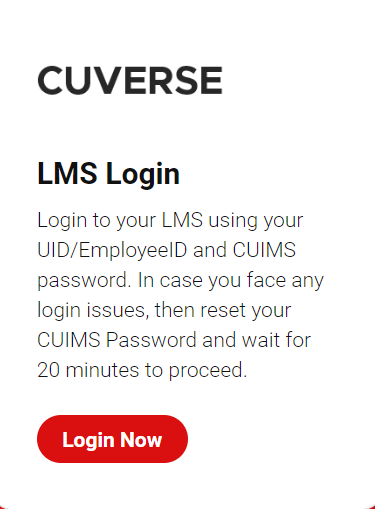 CUVERSE
LMS Login
Login to your LMS using your
UID/EmployeeID and CUIMS
password. In case you face any
login issues, then reset your
CUIMS Password and wait for
20 minutes to proceed.
Login Now